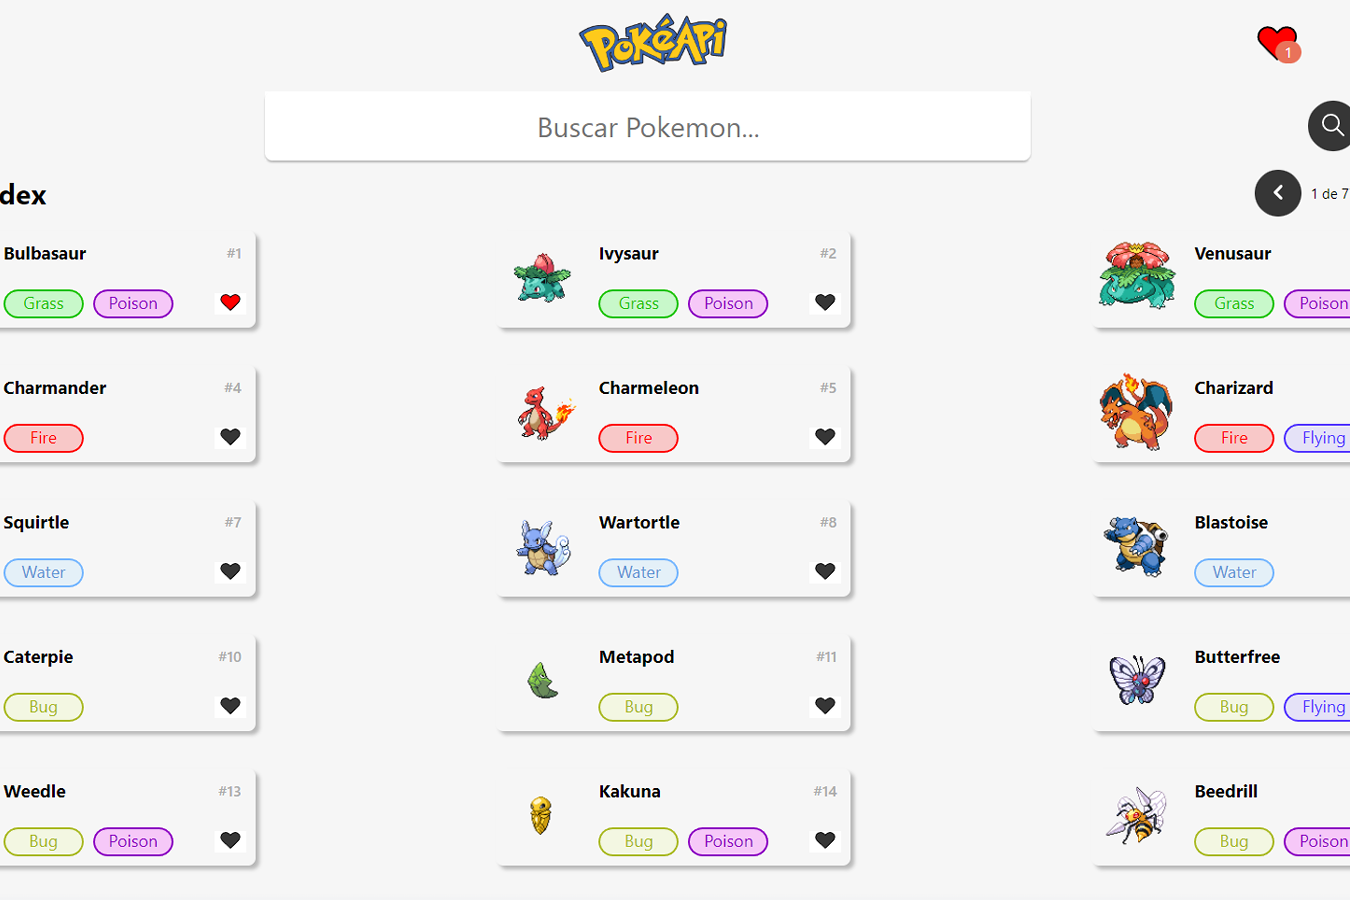 PokéApi
1
Buscar Pokemon...
dex
1 de 7
Bulbasaur #1
Grass Poison
Ivysaur #2
Grass Poison
Venusaur
Grass Poison
Charmander #4
Fire
Charmeleon #5
Fire
Charizard
Fire Flying
Squirtle #7
Water
Wartortle #8
Water
Blastoise
Water
Caterpie #10
Bug
Metapod #11
Bug
Butterfree
Bug Flying
Weedle #13
Bug Poison
Kakuna #14
Bug Poison
Beedrill
Bug Poison